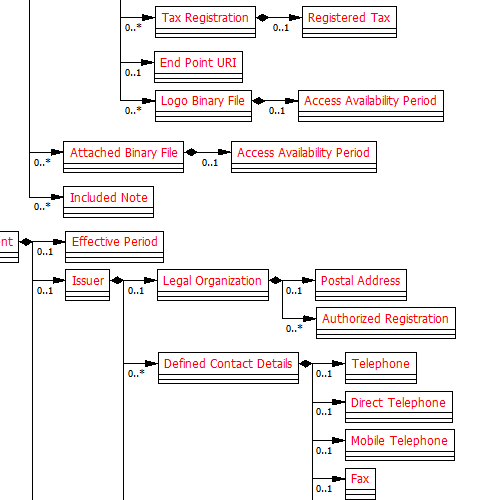 Tax Registration
Registered Tax
0..*
0..1
End Point URI
0..1
Logo Binary File
Access Availability Period
0..*
0..1
Attached Binary File
Access Availability Period
0..*
0..1
Included Note
0..*
nt
Effective Period
0..1
Issuer
Legal Organization
Postal Address
0..1
0..1
0..1
Authorized Registration
0..*
Defined Contact Details
Telephone
0..*
0..1
Direct Telephone
0..1
Mobile Telephone
0..1
Fax
0..1